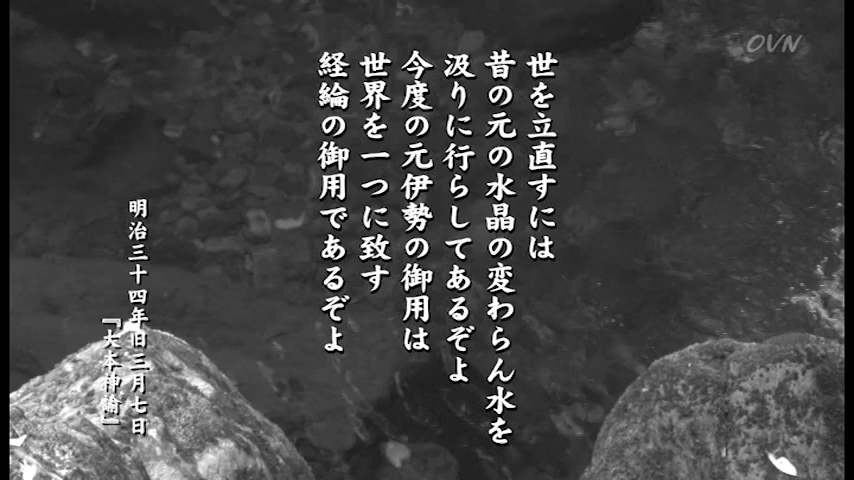 世を立直すには
昔の元の水晶の変わらん水を
汲りに行らしてあるぞよ
今度の元伊勢の御用は
世界を一つに致す
経綸の御用であるぞよ
明治三十四年旧三月七日
『大本神諭』
OVN